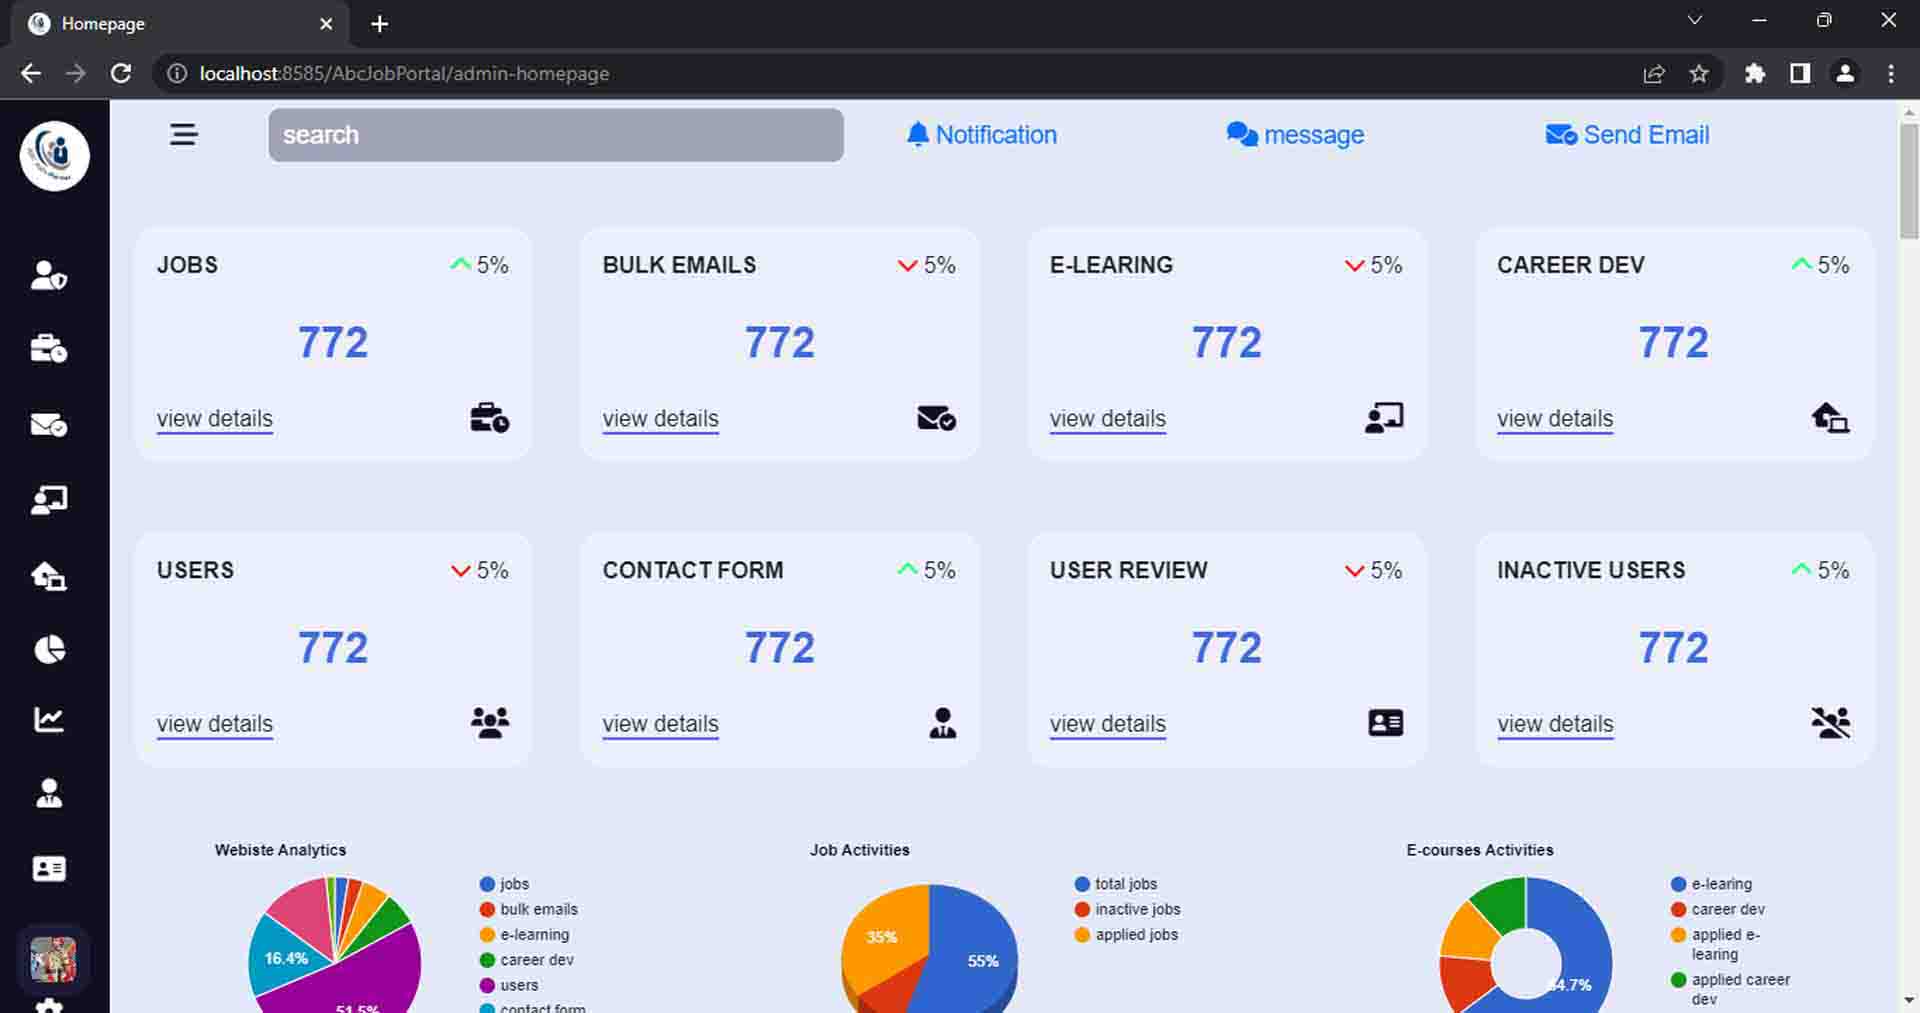 Homepage
localhost:8585/AbcJobPortal/admin-homepage
search
Notification
message
Send Email
JOBS
5%
772
view details
BULK EMAILS
5%
772
view details
E-LEARING
5%
772
view details
CAREER DEV
5%
772
view details
USERS
5%
772
view details
CONTACT FORM
5%
772
view details
USER REVIEW
5%
772
view details
INACTIVE USERS
5%
772
view details
Webiste Analytics
16.4%
51.5%
jobs
bulk emails
e-learning
career dev
users
contact form
Job Activities
35%
55%
total jobs
inactive jobs
applied jobs
E-courses Activities
4.7%
e-learing
career dev
applied e-
learing
applied career
dev